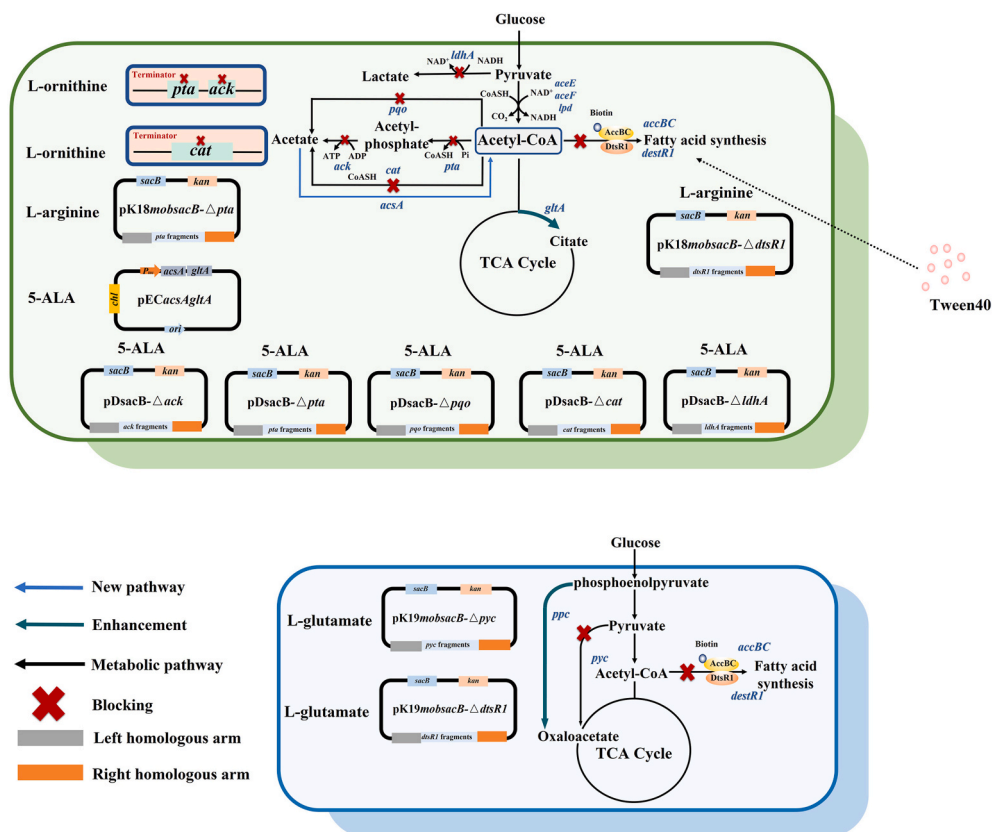 Glucose
NAD⁺ ldhA NADH
Lactate
Pyruvate
CoASH NAD⁺
CO₂ NADH
aceE
aceF
lpd
L-ornithine
Terminator
pta ack
L-ornithine
Terminator
cat
pqo
Acetate
Acetyl-
phosphate
Acetyl-CoA
ATP ADP
ack
CoASH Pi
pta
CoASH
cat
acsA
Biotin
AccBC
DtsR1
accBC
Fatty acid synthesis
destR1
gltA
Citate
TCA Cycle
L-arginine
sacB kan
pK18mobsacB-△pta
pta fragments
L-arginine
sacB kan
pK18mobsacB-△dtsR1
dtsR1 fragments
Tween40
5-ALA
acsA gltA
chl
pECacsAgltA
ori
5-ALA
sacB kan
pDsacB-△ack
ack fragments
5-ALA
sacB kan
pDsacB-△pta
pta fragments
5-ALA
sacB kan
pDsacB-△pqo
pqo fragments
5-ALA
sacB kan
pDsacB-△cat
cat fragments
5-ALA
sacB kan
pDsacB-△ldhA
ldhA fragments
New pathway
Enhancement
Metabolic pathway
Blocking
Left homologous arm
Right homologous arm
L-glutamate
sacB kan
pK19mobsacB-△pyc
pyc fragments
L-glutamate
sacB kan
pK19mobsacB-△dtsR1
dtsR1 fragments
Glucose
phosphoenolpyruvate
ppc
Pyruvate
pyc
Acetyl-CoA
Biotin
AccBC
DtsR1
accBC
Fatty acid
synthesis
destR1
Oxaloacetate
TCA Cycle